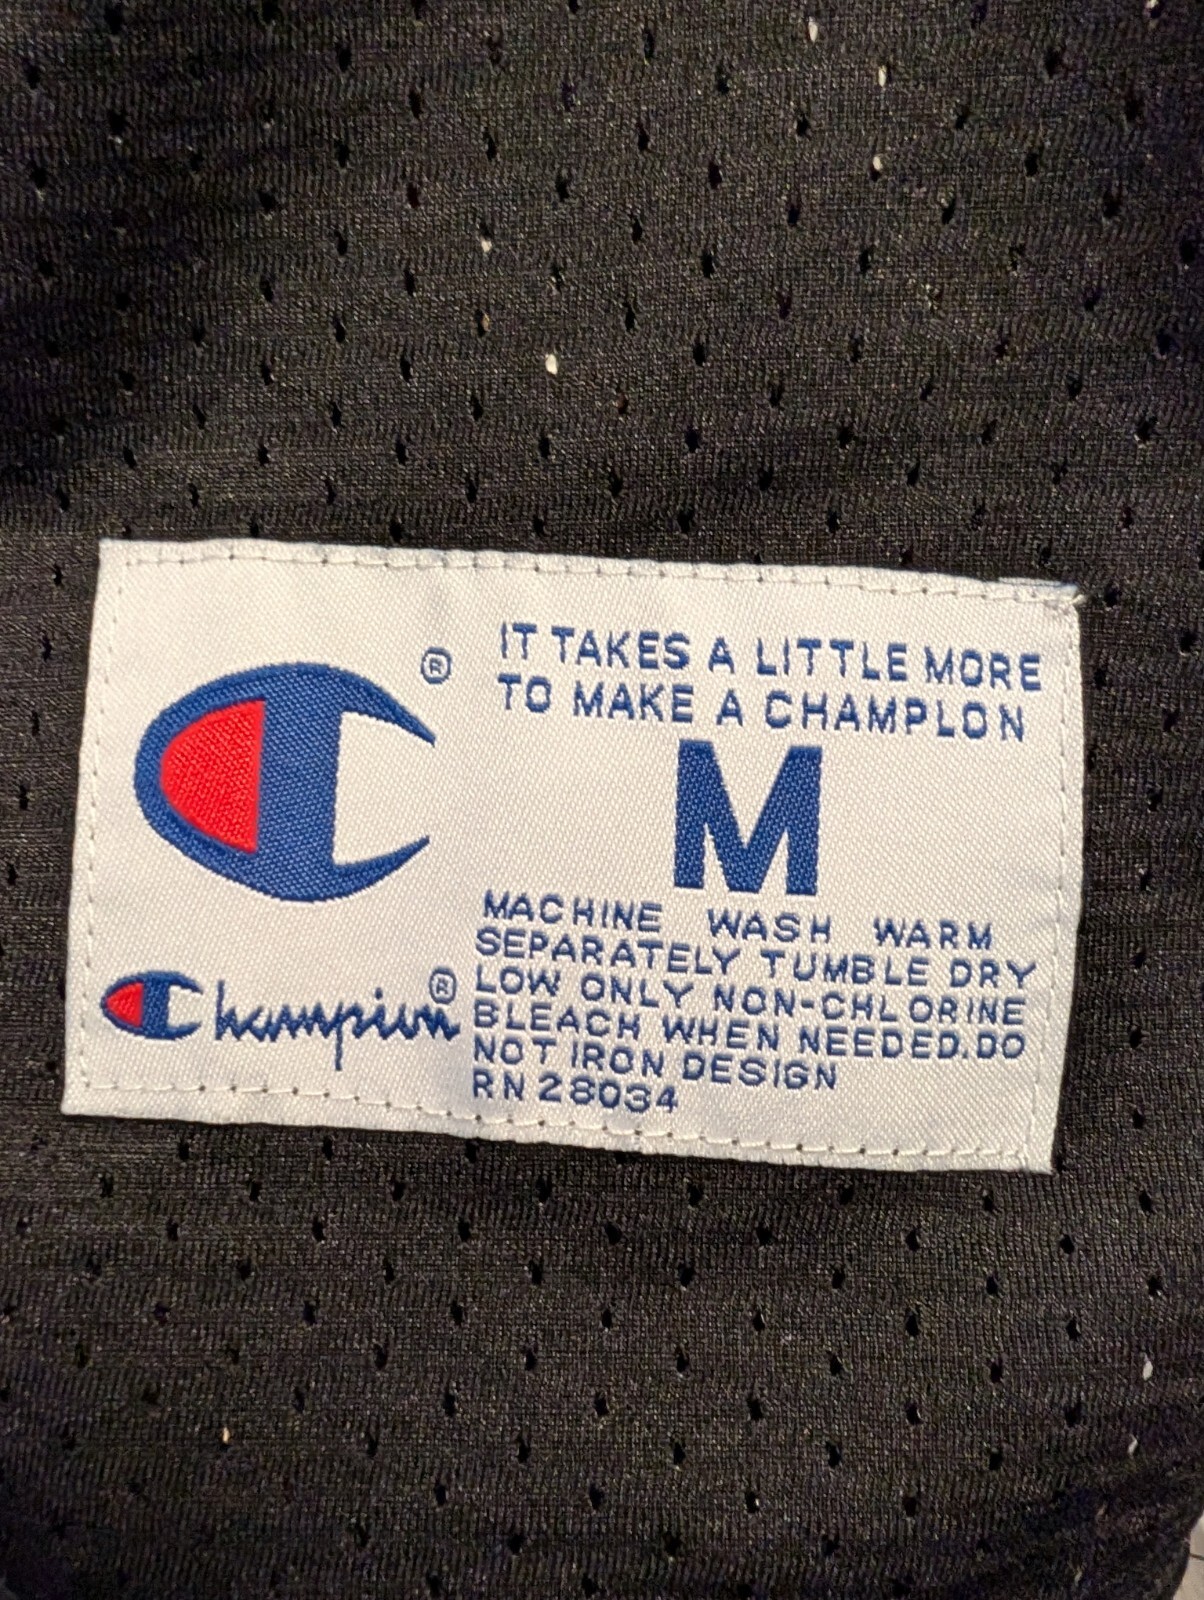 ®
IT TAKES A LITTLE MORE
TO MAKE A CHAMPLON
M
MACHINE WASH WARM
SEPARATELY TUMBLE DRY
LOW ONLY NON-CHLORINE
BLEACH WHEN NEEDED.DO
NOT IRON DESIGN
RN 28034
Champion®